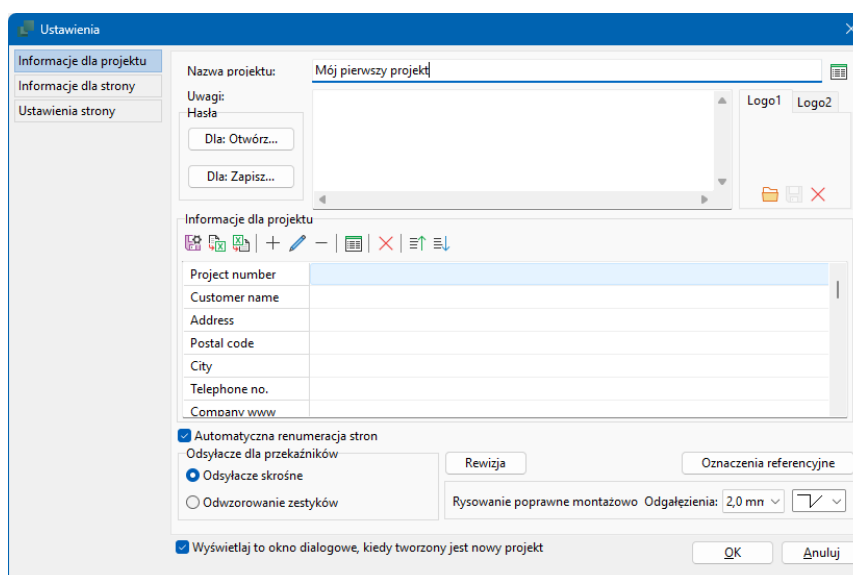 Ustawienia
Informacje dla projektu
Informacje dla strony
Ustawienia strony
Nazwa projektu: Mój pierwszy projekt
Uwagi:
Hasła
Dla: Otwórz...
Dla: Zapisz...
Logo1 Logo2
Informacje dla projektu
Project number
Customer name
Address
Postal code
City
Telephone no.
Company www
Automatyczna renumeracja stron
Odsyłacze dla przekaźników
Odsyłacze skrośne
Odwzorowanie zestyków
Rewizja
Oznaczenia referencyjne
Rysowanie poprawne montażowo Odgałęzienia: 2,0 mm
Wyświetlaj to okno dialogowe, kiedy tworzony jest nowy projekt
OK Anuluj